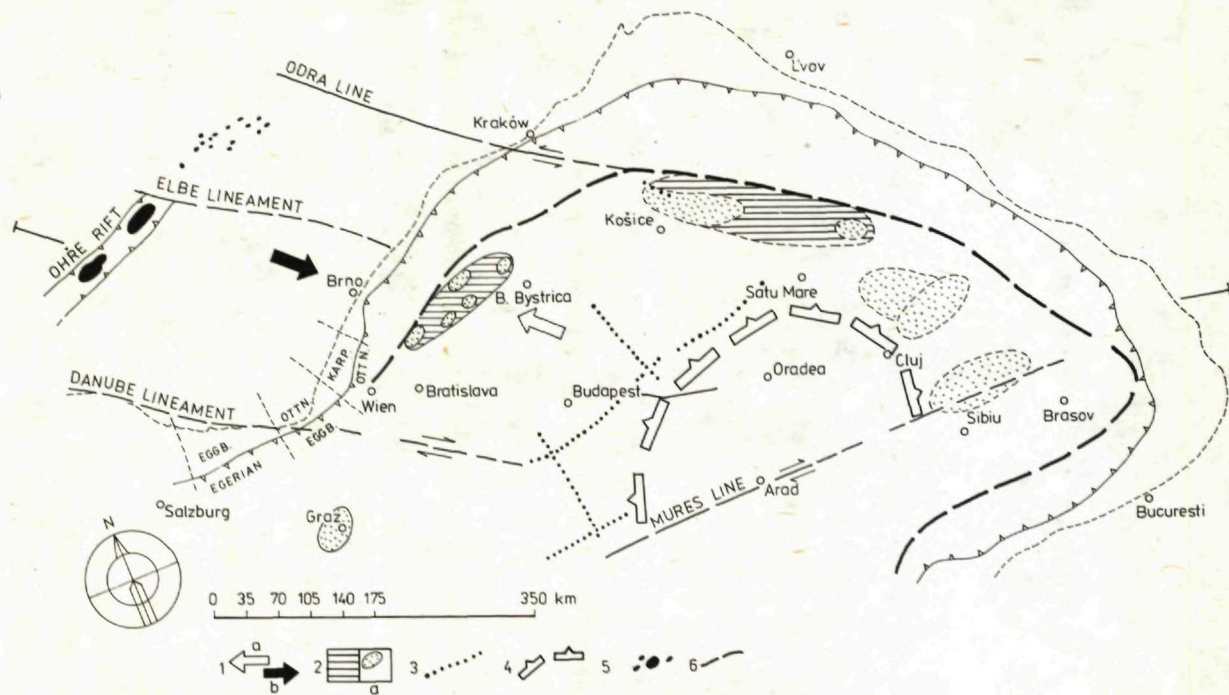 L'vov
ODRA LINE
Kraków
ELBE LINEAMENT
OHŘE RIFT
Košice
Brno
B. Bystrica
Satu Mare
KARP.
OTTN.
Cluj
Oradea
DANUBE LINEAMENT
Bratislava
Budapest
Wien
OTTN.
Sibiu
Brasov
EGGB.
EGGB.
EGERIAN
MURES LINE
Arad
Salzburg
Graz
Bucuresti
N
0 35 70 105 140 175 350 km
1 a b 2 a 3 4 5 6